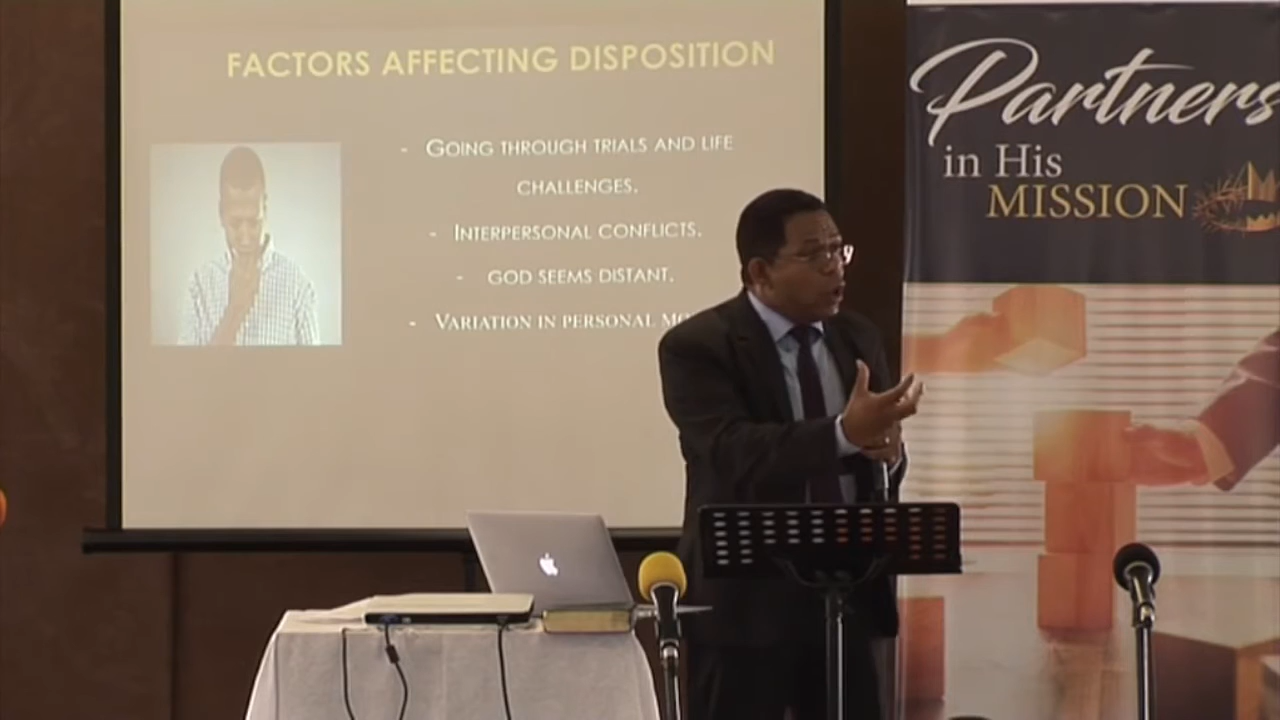 FACTORS AFFECTING DISPOSITION
- GOING THROUGH TRIALS AND LIFE
CHALLENGES.
- INTERPERSONAL CONFLICTS.
- GOD SEEMS DISTANT.
- VARIATION IN PERSONAL
Partners
in His
MISSION